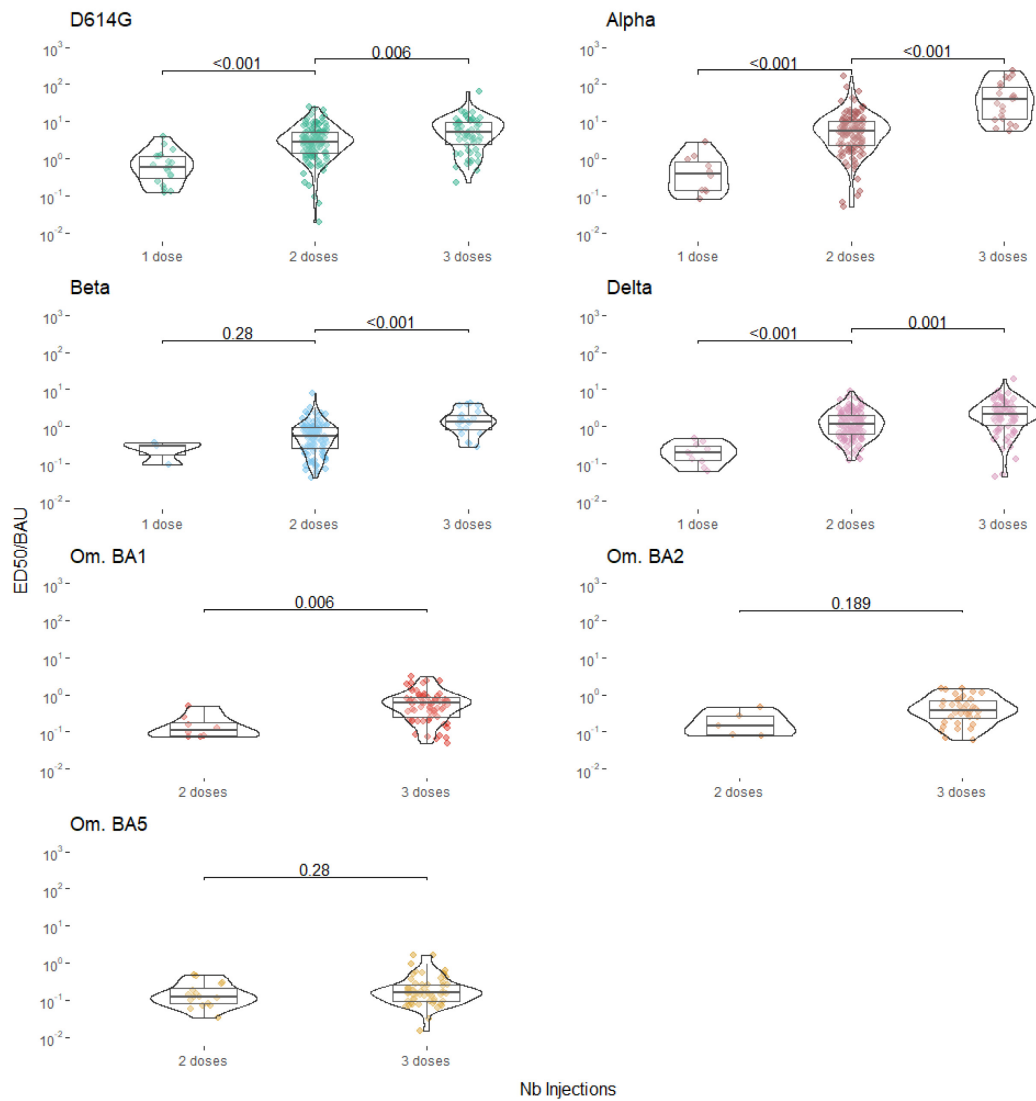 D614G
10³
10²
10¹
10⁰
10⁻¹
10⁻²
<0.001
0.006
1 dose
2 doses
3 doses
Alpha
10³
10²
10¹
10⁰
10⁻¹
10⁻²
<0.001
<0.001
1 dose
2 doses
3 doses
Beta
10³
10²
10¹
10⁰
10⁻¹
10⁻²
0.28
<0.001
1 dose
2 doses
3 doses
Delta
10³
10²
10¹
10⁰
10⁻¹
10⁻²
<0.001
0.001
1 dose
2 doses
3 doses
ED50/BAU
Om. BA1
10³
10²
10¹
10⁰
10⁻¹
10⁻²
0.006
2 doses
3 doses
Om. BA2
10³
10²
10¹
10⁰
10⁻¹
10⁻²
0.189
2 doses
3 doses
Om. BA5
10³
10²
10¹
10⁰
10⁻¹
10⁻²
0.28
2 doses
3 doses
Nb Injections